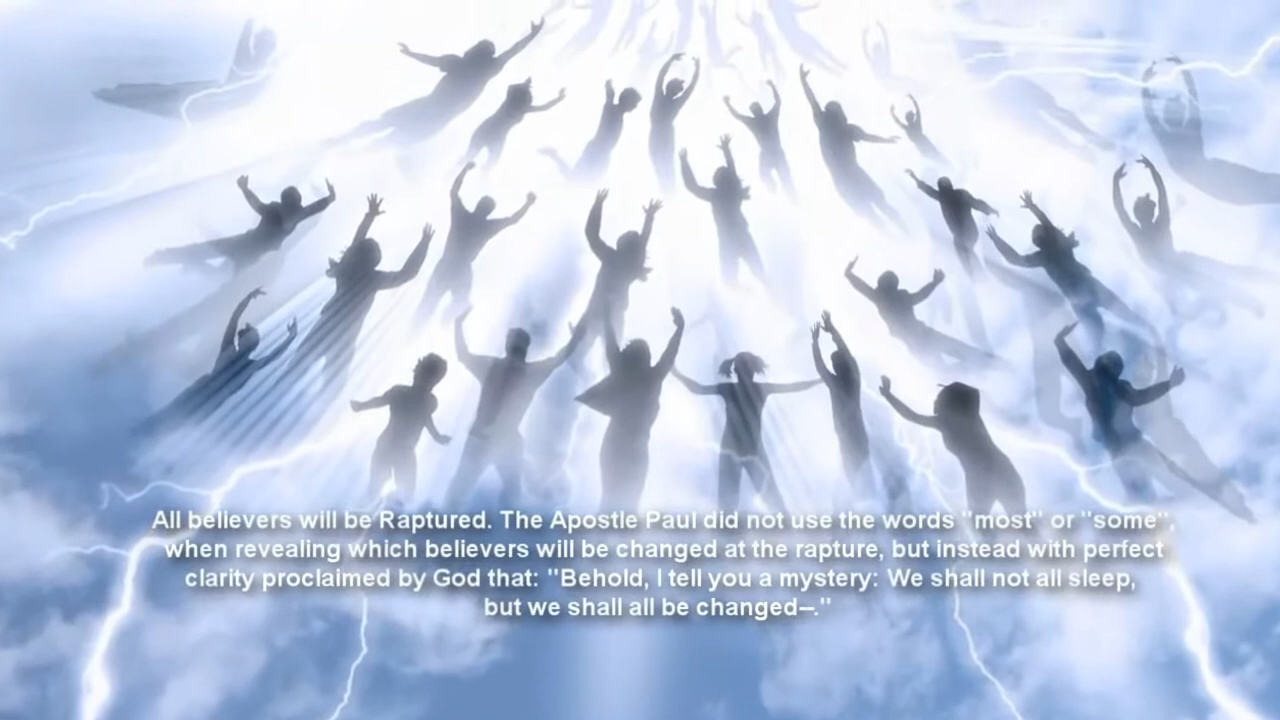 All believers will be Raptured. The Apostle Paul did not use the words "most" or "some",
when revealing which believers will be changed at the rapture, but instead with perfect
clarity proclaimed by God that: "Behold, I tell you a mystery: We shall not all sleep,
but we shall all be changed–."